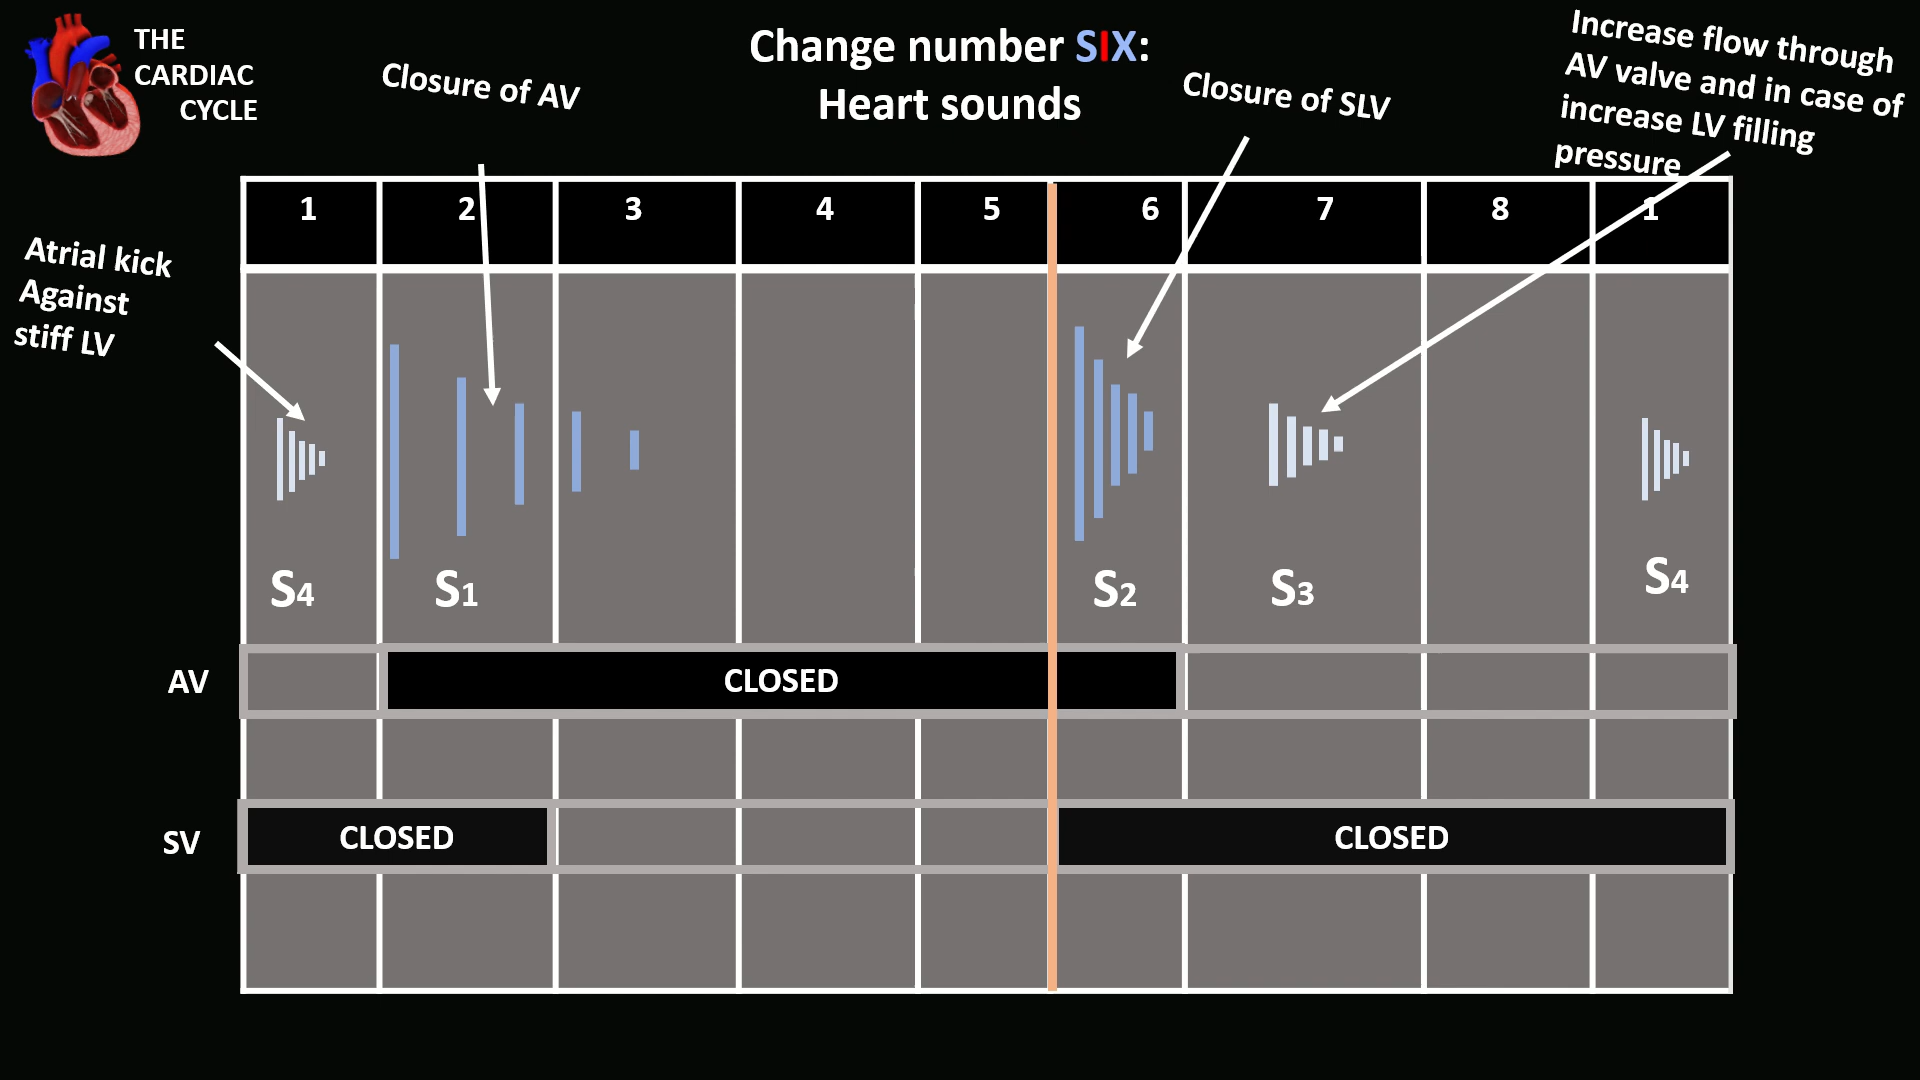 THE
CARDIAC
CYCLE
Change number SIX:
Heart sounds
Closure of AV
Closure of SLV
Increase flow through
AV valve and in case of
increase LV filling
pressure
Atrial kick
Against
stiff LV
1 2 3 4 5 6 7 8 1
S4 S1 S2 S3 S4
AV CLOSED
SV CLOSED CLOSED